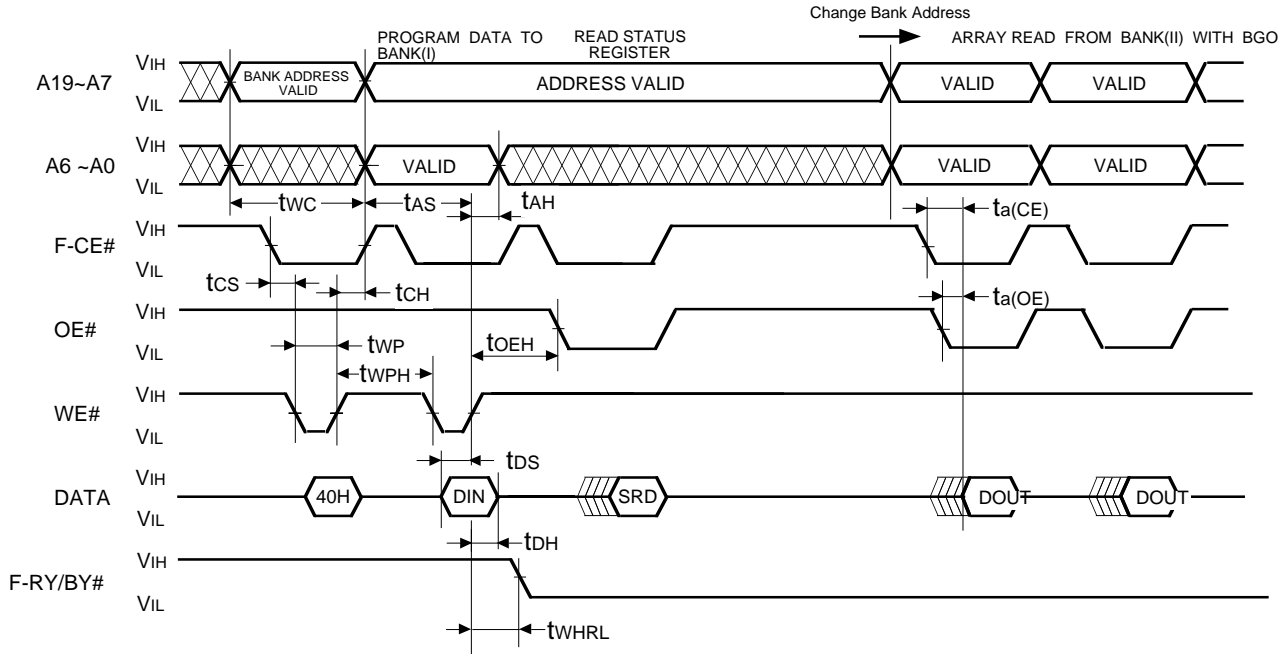 Change Bank Address
PROGRAM DATA TO BANK(I)
READ STATUS REGISTER
ARRAY READ FROM BANK(II) WITH BGO
A19~A7
VIH
VIL
BANK ADDRESS VALID
ADDRESS VALID
VALID
VALID
A6 ~A0
VIH
VIL
VALID
VALID
VALID
tWC
tAS
tAH
ta(CE)
F-CE#
VIH
VIL
tCS
tCH
ta(OE)
OE#
VIH
VIL
tWP
tOEH
tWPH
WE#
VIH
VIL
tDS
DATA
VIH
VIL
40H
DIN
SRD
DOUT
DOUT
tDH
F-RY/BY#
VIH
VIL
tWHRL